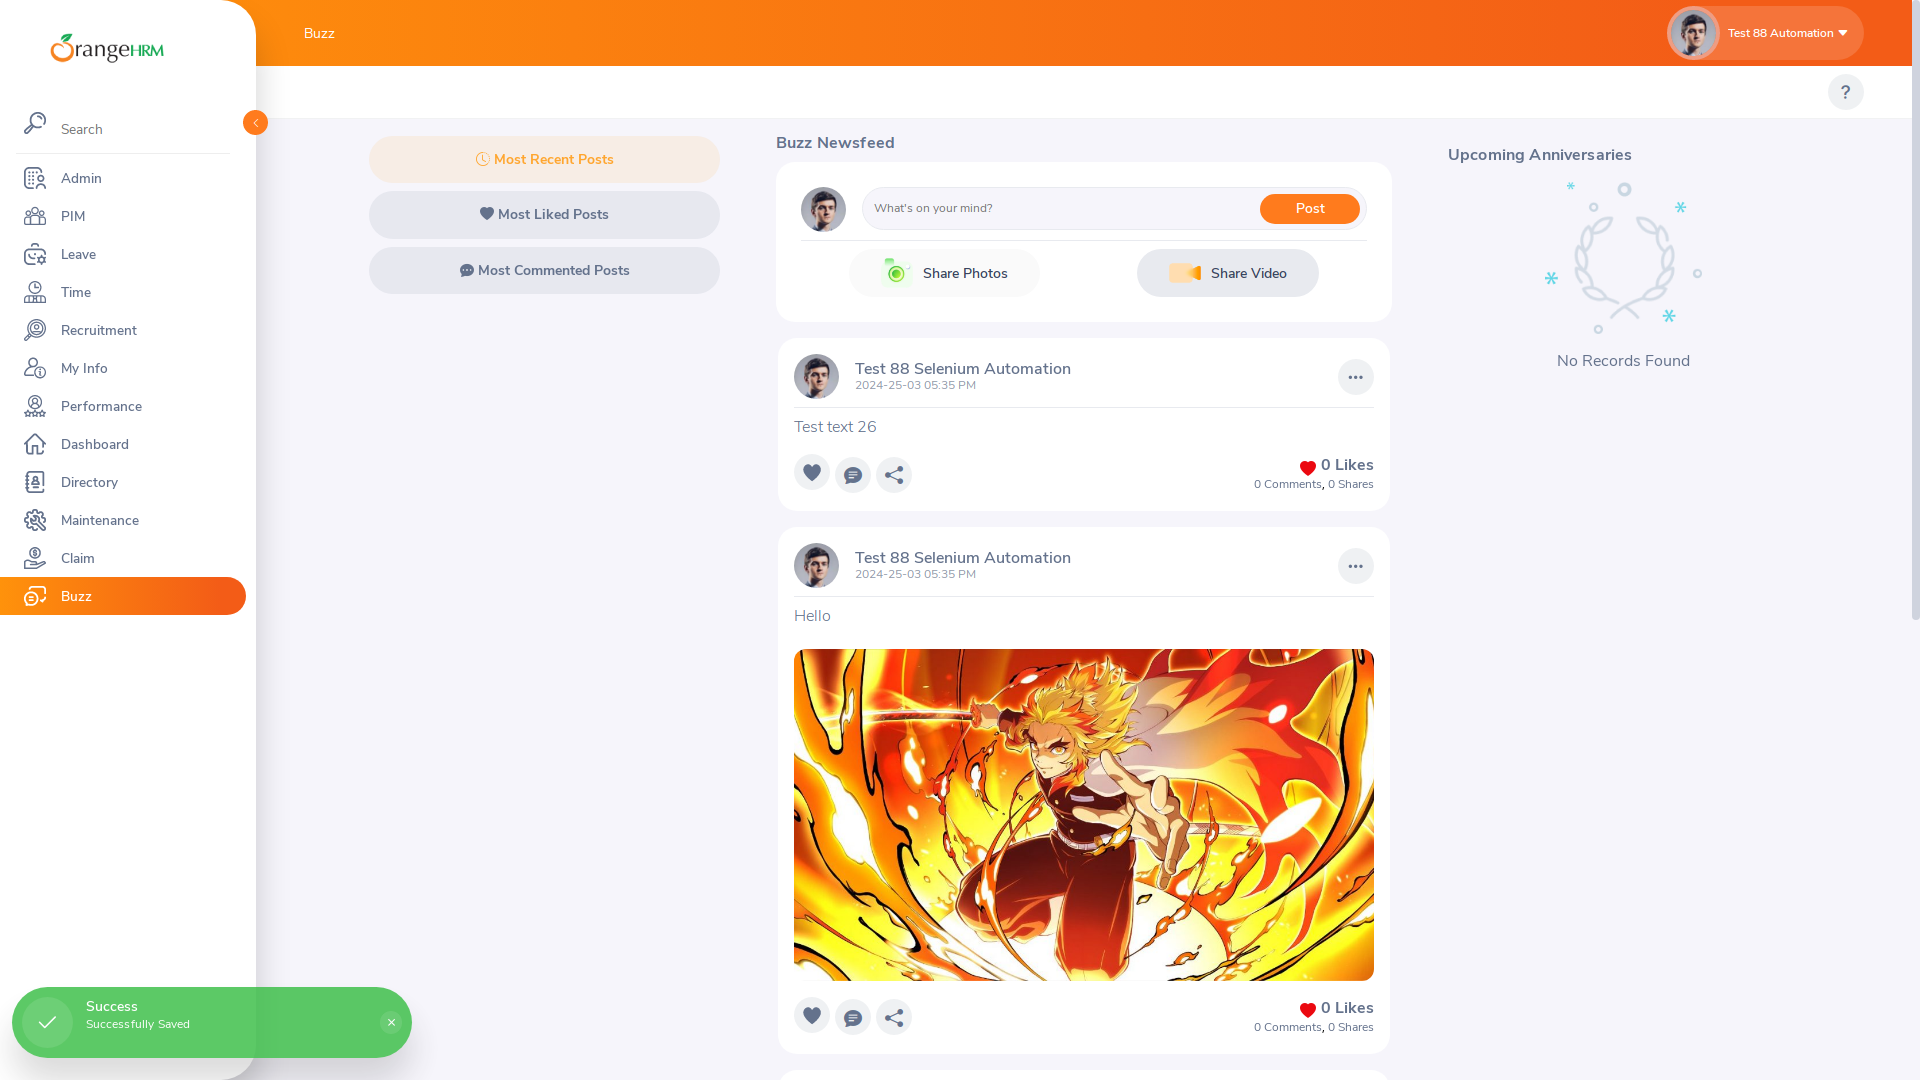 OrangeHRM
Search
Admin
PIM
Leave
Time
Recruitment
My Info
Performance
Dashboard
Directory
Maintenance
Claim
Buzz
Buzz
Test 88 Automation
?
Most Recent Posts
Most Liked Posts
Most Commented Posts
Buzz Newsfeed
What's on your mind?
Post
Share Photos
Share Video
Test 88 Selenium Automation
2024-25-03 05:35 PM
Test text 26
0 Likes
0 Comments, 0 Shares
Test 88 Selenium Automation
2024-25-03 05:35 PM
Hello
0 Likes
0 Comments, 0 Shares
Upcoming Anniversaries
No Records Found
Success
Successfully Saved